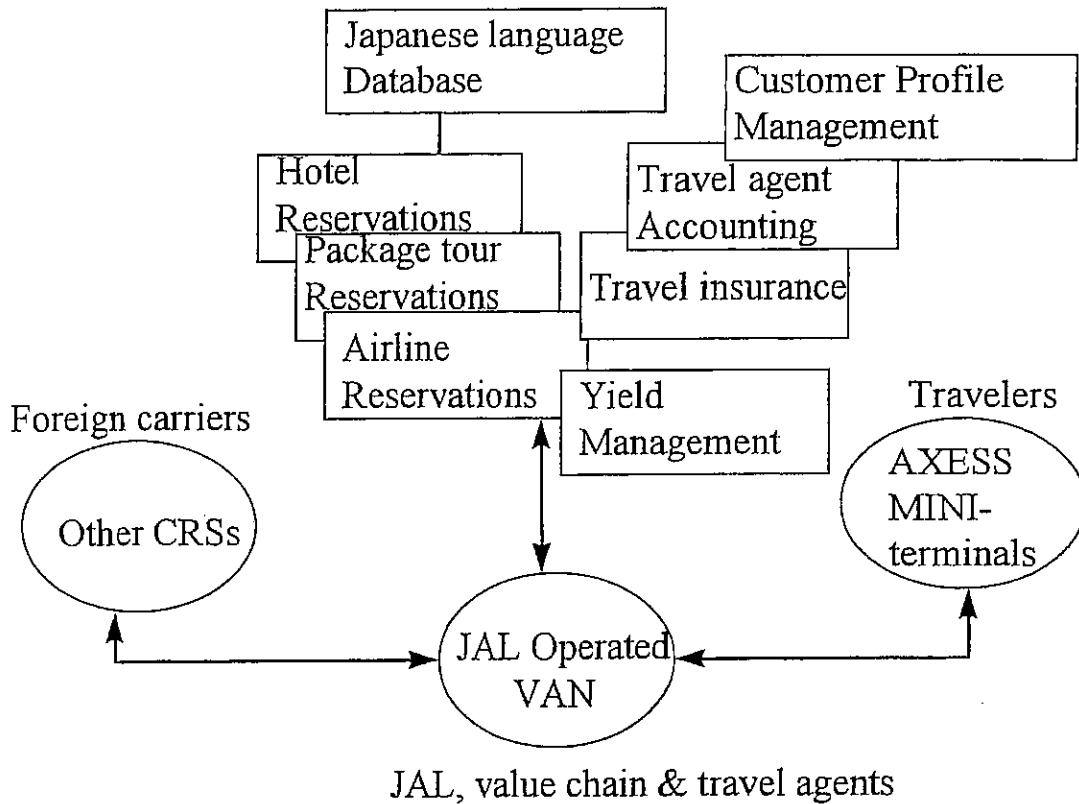 Japanese language
Database
Customer Profile
Management
Hotel
Reservations
Travel agent
Accounting
Package tour
Reservations
Travel insurance
Airline
Reservations
Yield
Management
Foreign carriers
Other CRSs
Travelers
AXESS
MINI-
terminals
JAL Operated
VAN
JAL, value chain & travel agents